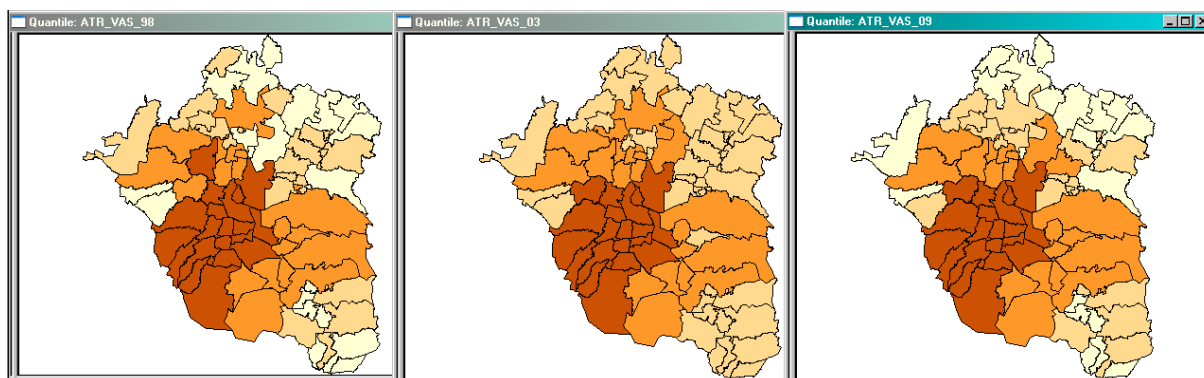 Quantile: ATR_VAS_98
Quantile: ATR_VAS_03
Quantile: ATR_VAS_09